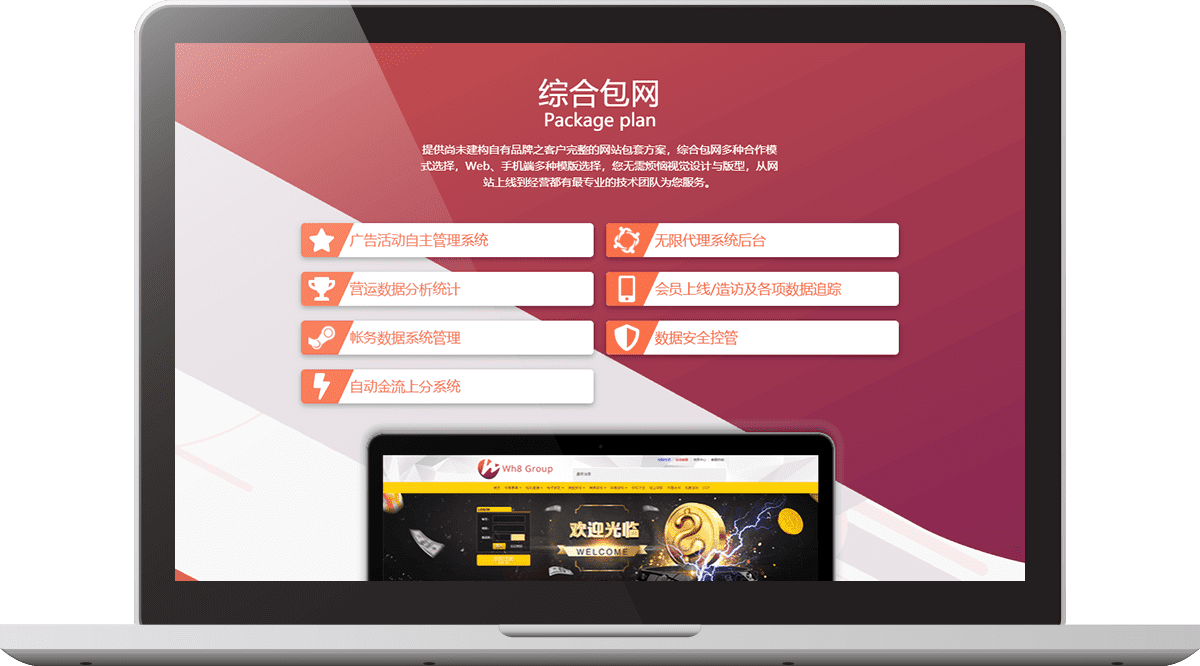 综合包网
Package plan
提供尚未建构自有品牌之客户完整的网站包套方案，综合包网多种合作模
式选择，Web、手机端多种模版选择，您无需烦恼视觉设计与版型，从网
站上线到经营都有最专业的技术团队为您服务。
广告活动自主管理系统
无限代理系统后台
营运数据分析统计
会员上线/造访及各项数据追踪
帐务数据系统管理
数据安全控管
自动金流上分系统
Wh8 Group
欢迎光临
WELCOME